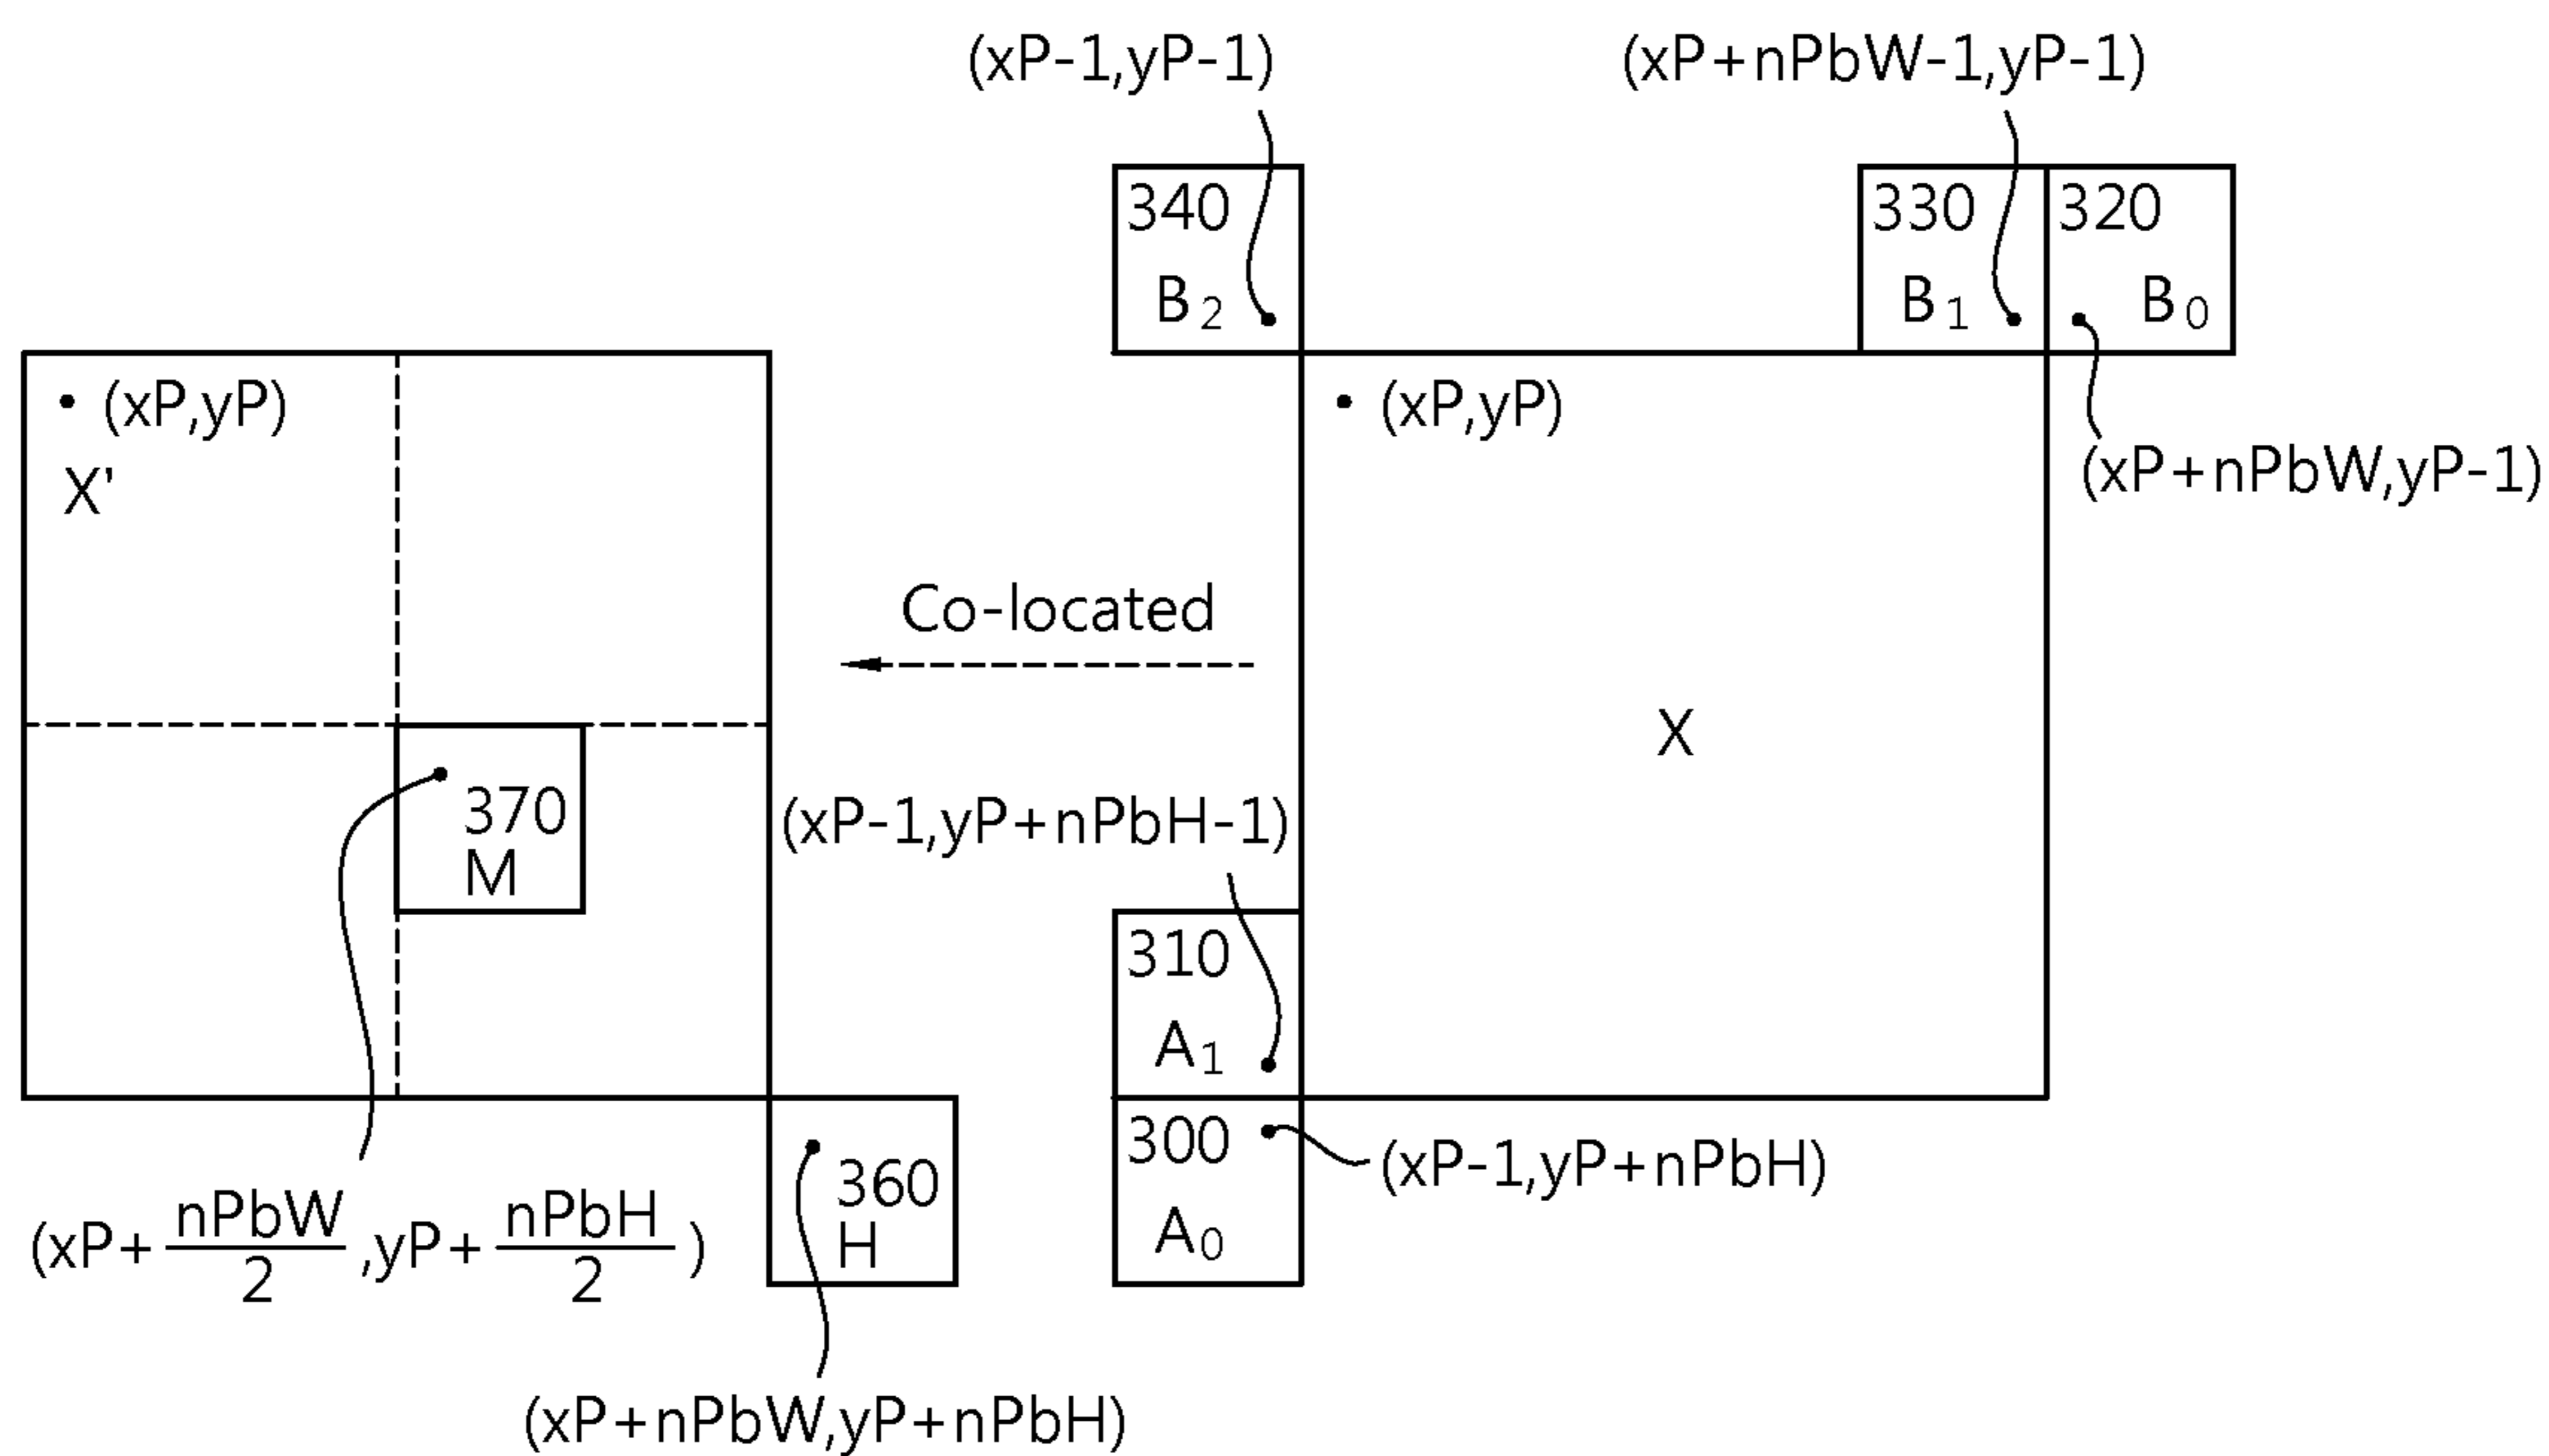 (xP-1,yP-1)
(xP+nPbW-1,yP-1)
340
B2
330
B1
320
B0
(xP,yP)
X'
(xP,yP)
(xP+nPbW,yP-1)
Co-located
X
370
M
(xP-1,yP+nPbH-1)
310
A1
300
A0
(xP-1,yP+nPbH)
360
H
(xP+nPbW/2,yP+nPbH/2)
(xP+nPbW,yP+nPbH)